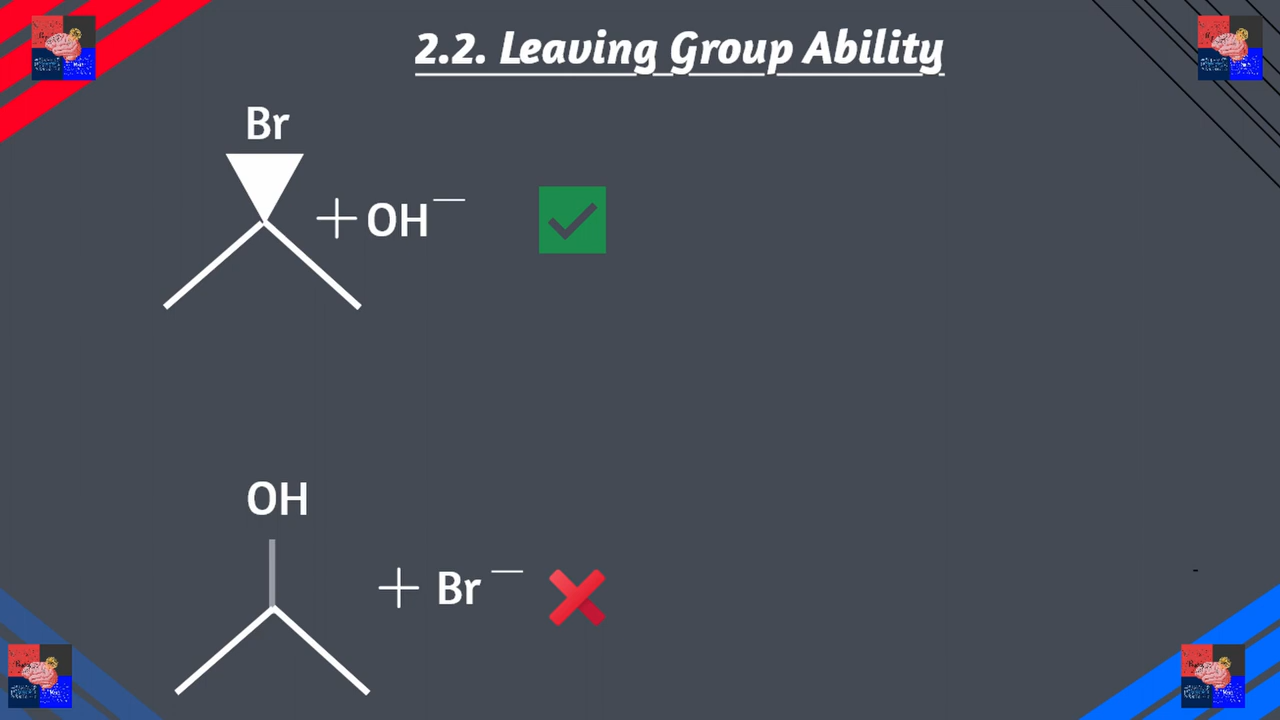 2.2. Leaving Group Ability
Br
+ OH⁻
OH
+ Br⁻